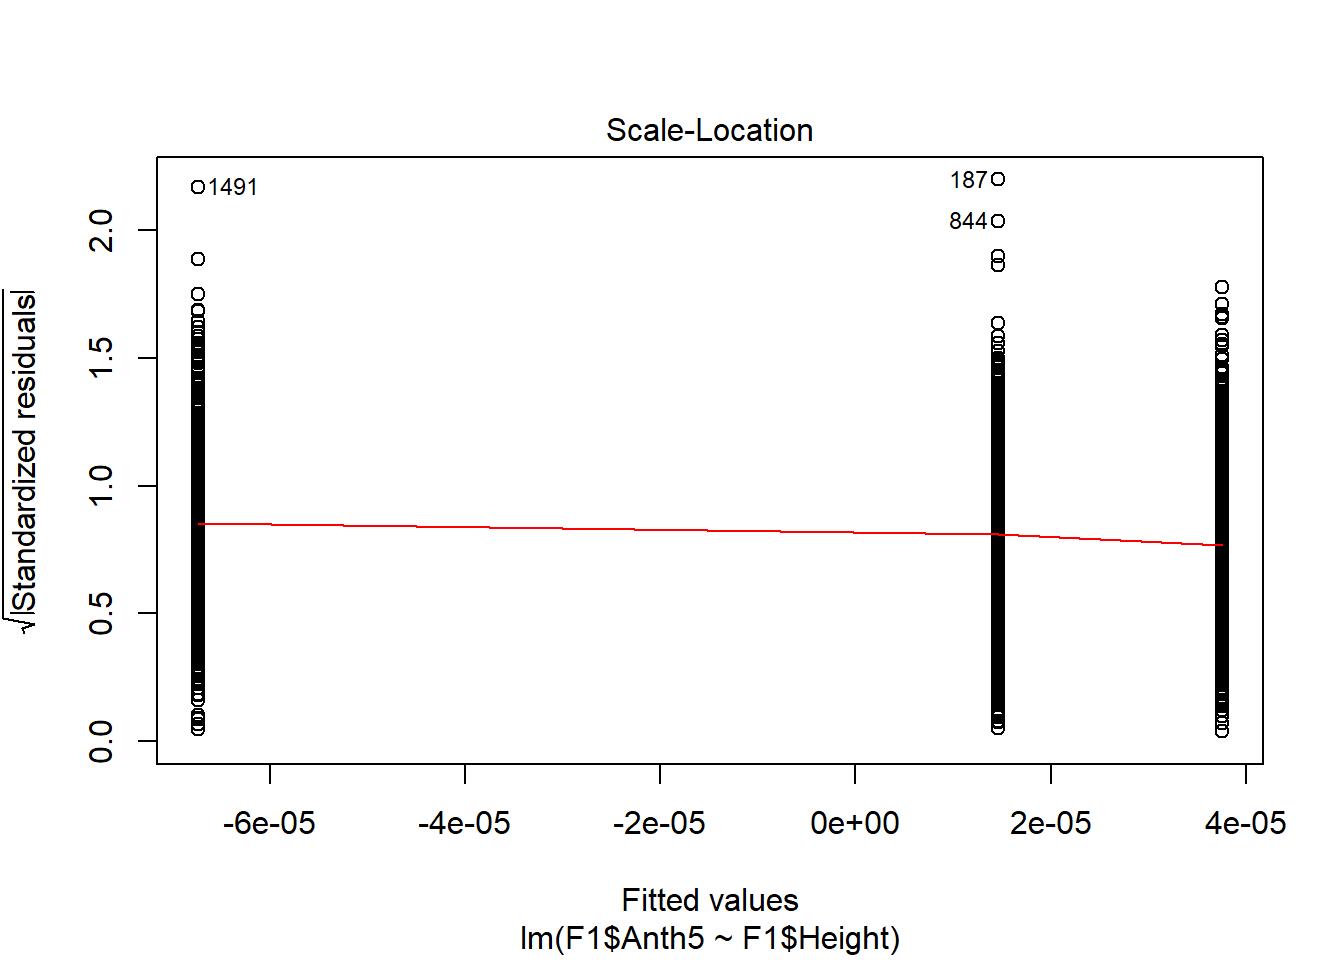 Scale-Location
1491
187
844
2.0
1.5
1.0
0.5
0.0
√|Standardized residuals|
-6e-05 -4e-05 -2e-05 0e+00 2e-05 4e-05
Fitted values
lm(F1$Anth5 ~ F1$Height)